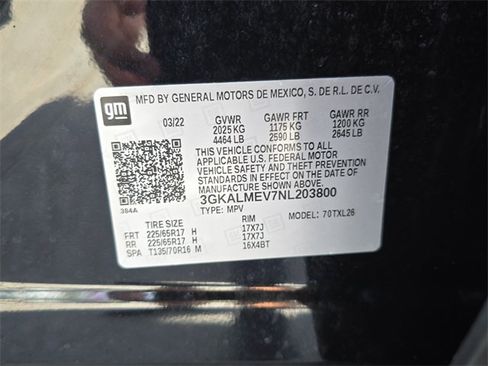 gm
MFD BY GENERAL MOTORS DE MEXICO, S. DE R.L. DE C.V.
03/22 GVWR GAWR FRT GAWR RR
2025 KG 1175 KG 1200 KG
4464 LB 2590 LB 2645 LB
THIS VEHICLE CONFORMS TO ALL
APPLICABLE U.S. FEDERAL MOTOR
VEHICLE SAFETY AND THEFT PREVENTION
STANDARDS IN EFFECT ON THE DATE OF
MANUFACTURE SHOWN ABOVE.
3GKALMEV7NL203800
384A TYPE: MPV MODEL: 70TXL26
TIRE SIZE RIM
FRT 225/65R17 H 17X7J
RR 225/65R17 H 17X7J
SPA T135/70R16 M 16X4BT